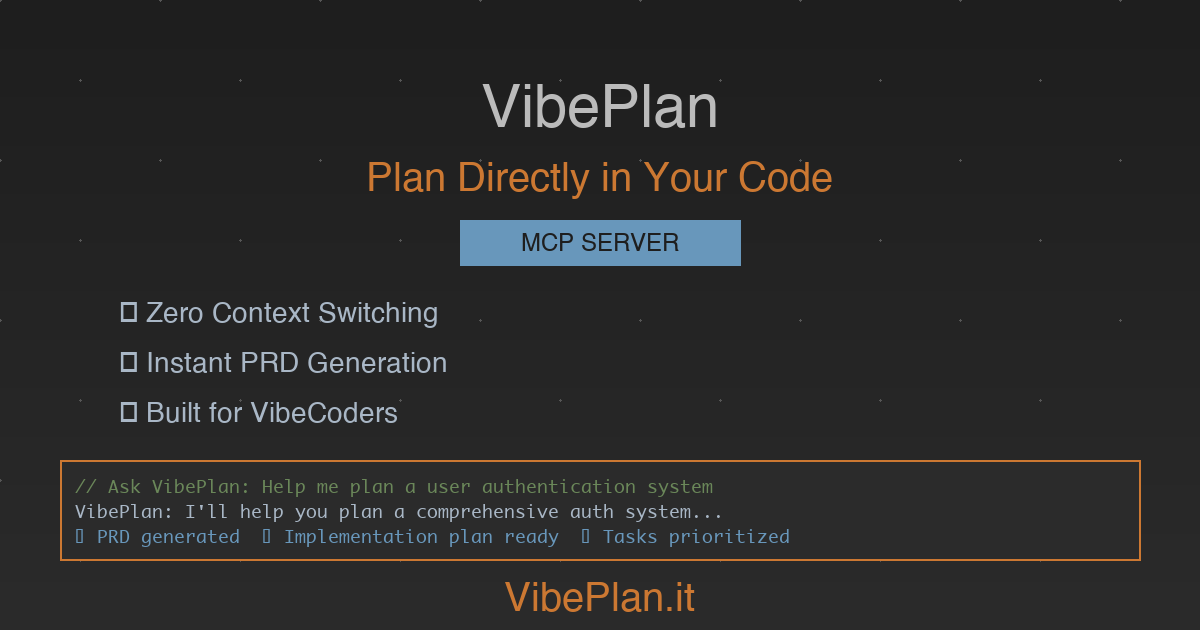 VibePlan
Plan Directly in Your Code
MCP SERVER
Zero Context Switching
Instant PRD Generation
Built for VibeCoders
// Ask VibePlan: Help me plan a user authentication system
VibePlan: I'll help you plan a comprehensive auth system...
PRD generated Implementation plan ready Tasks prioritized
VibePlan.it